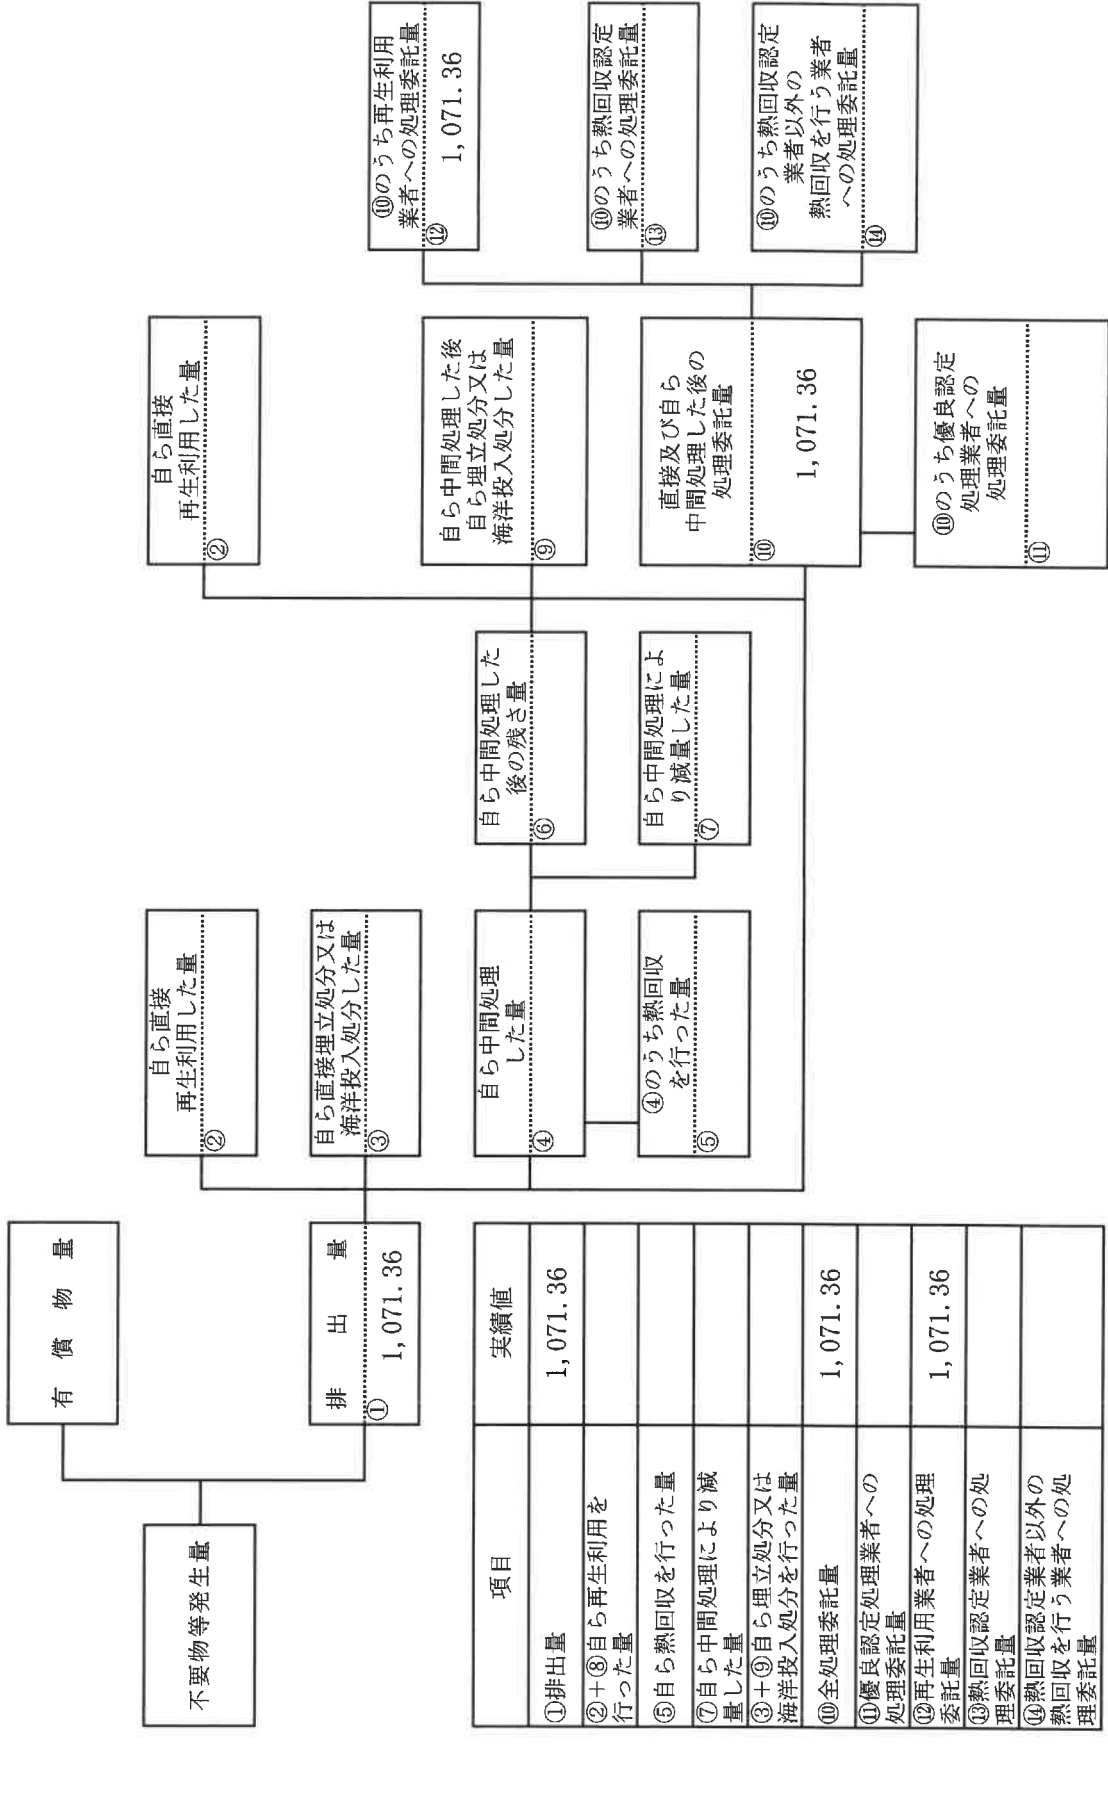 不要物等発生量
有償物量
排出量
①
1,071.36
自ら直接
再生利用した量
②
自ら直接埋立処分又は
海洋投入処分した量
③
自ら中間処理
した量
④
④のうち熱回収
を行った量
⑤
自ら中間処理した
後の残さ量
⑥
自ら中間処理によ
り減量した量
⑦
自ら直接
再生利用した量
②
自ら中間処理した後
自ら埋立処分又は
海洋投入処分した量
⑨
直接及び自ら
中間処理した後の
処理委託量
⑩
1,071.36
⑩のうち優良認定
処理業者への
処理委託量
⑪
⑩のうち再生利用
業者への処理委託量
⑫
1,071.36
⑩のうち熱回収認定
業者への処理委託量
⑬
⑩のうち熱回収認定
業者以外の
熱回収を行う業者
への処理委託量
⑭
項目 実績値
①排出量 1,071.36
②＋⑧自ら再生利用を
行った量
⑤自ら熱回収を行った量
⑦自ら中間処理により減
量した量
③＋⑨自ら埋立処分又は
海洋投入処分を行った量
⑩全処理委託量 1,071.36
⑪優良認定処理業者への
処理委託量
⑫再生利用業者への処理
委託量 1,071.36
⑬熱回収認定業者への処
理委託量
⑭熱回収認定業者以外の
熱回収を行う業者への処
理委託量